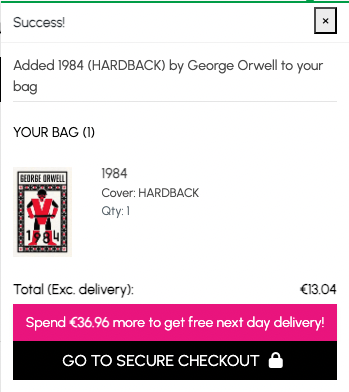 Success!
×
Added 1984 (HARDBACK) by George Orwell to your
bag
YOUR BAG (1)
GEORGE ORWELL
1984
1984
Cover: HARDBACK
Qty: 1
Total (Exc. delivery): €13.04
Spend €36.96 more to get free next day delivery!
GO TO SECURE CHECKOUT